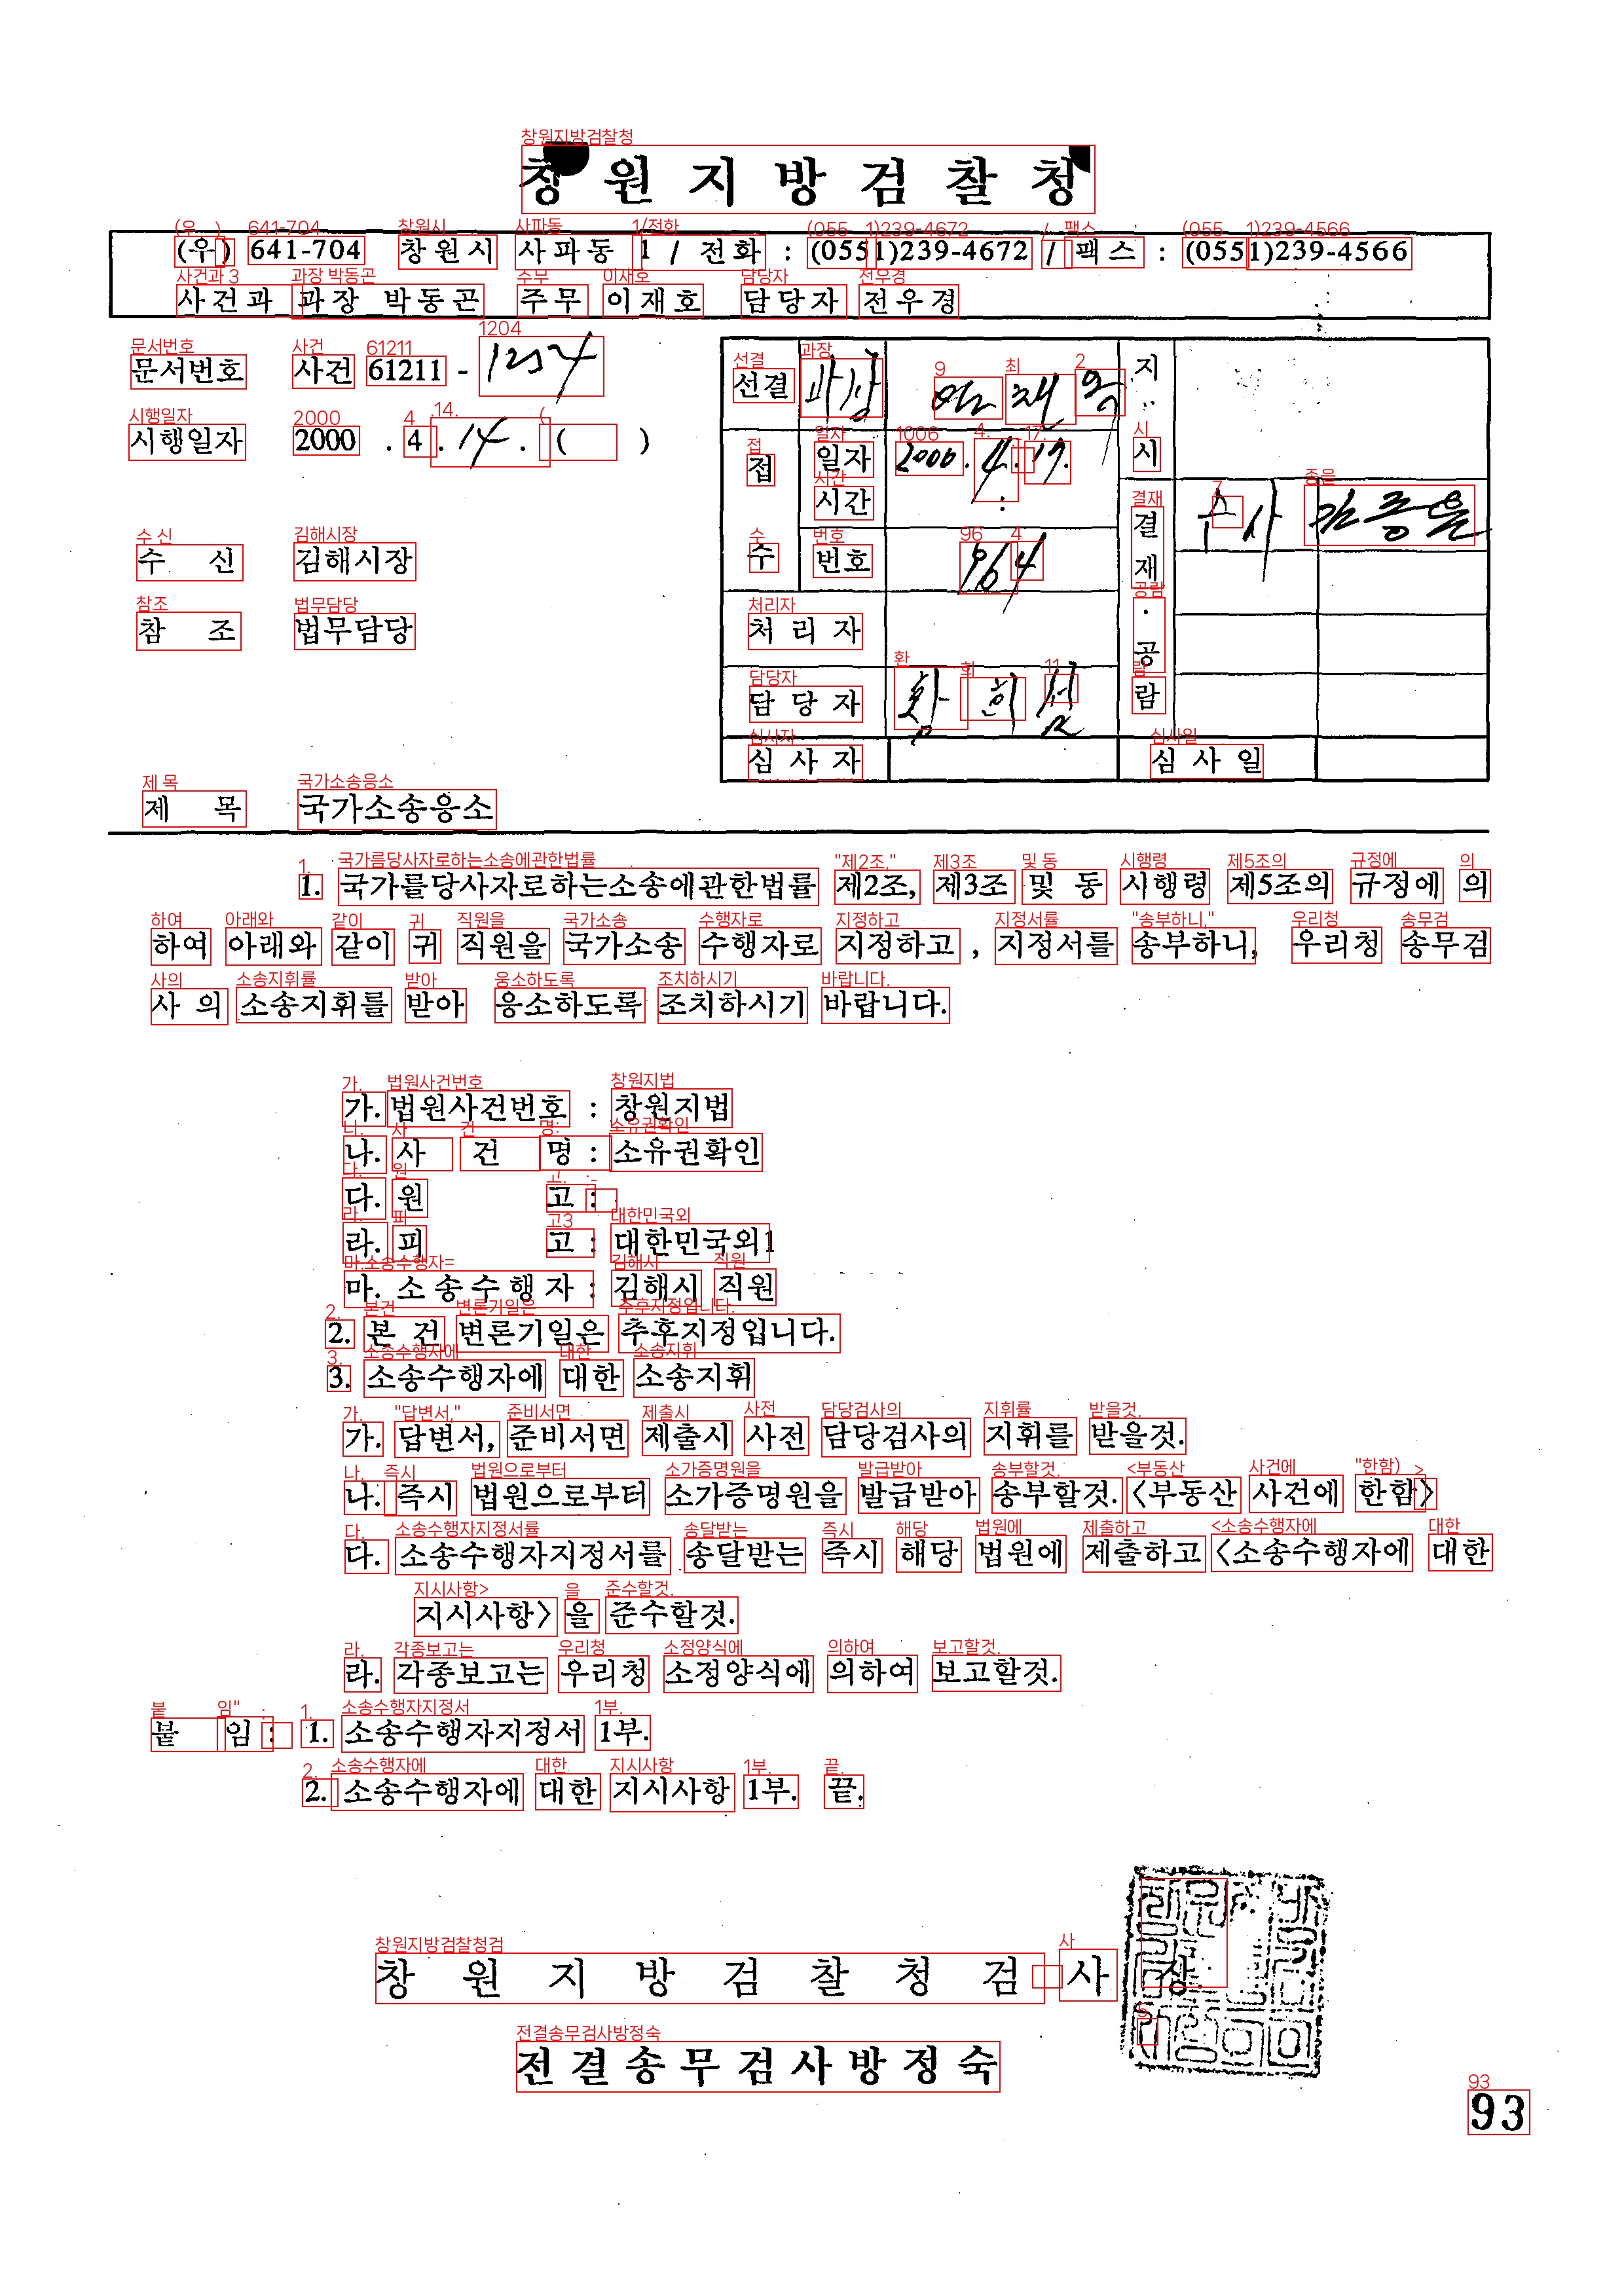 창원지방검찰청
(우) 641-704 창원시 사파동 1 / 전화 : (0551)239-4672 / 팩스 : (0551)239-4566
사건과 과장 박동곤 주무 이재호 담당자 전우경
문서번호 사건 61211 - 1254
시행일자 2000 . 4 . 14 . ( )
수 신 김해시장
참 조 법무담당
선결 과장 지
접 일자 2000 . 4 . 17. 시
시간 :
수 번호 964 결재 · 공람
처리자
담당자
심사자 심사일
제 목 국가소송응소
1. 국가를당사자로하는소송에관한법률 제2조, 제3조 및 동 시행령 제5조의 규정에 의
하여 아래와 같이 귀 직원을 국가소송 수행자로 지정하고 , 지정서를 송부하니, 우리청 송무검
사의 소송지휘를 받아 응소하도록 조치하시기 바랍니다.
가. 법원사건번호 : 창원지법
나. 사 건 명 : 소유권확인
다. 원 고 :
라. 피 고 : 대한민국외1
마. 소송수행자 : 김해시 직원
2. 본 건 변론기일은 추후지정입니다.
3. 소송수행자에 대한 소송지휘
가. 답변서, 준비서면 제출시 사전 담당검사의 지휘를 받을것.
나. 즉시 법원으로부터 소가증명원을 발급받아 송부할것. <부동산 사건에 한함>
다. 소송수행자지정서를 송달받는 즉시 해당 법원에 제출하고 <소송수행자에 대한
지시사항> 을 준수할것.
라. 각종보고는 우리청 소정양식에 의하여 보고할것.
붙 임 : 1. 소송수행자지정서 1부.
2. 소송수행자에 대한 지시사항 1부. 끝.
창원지방검찰청검사장
전결송무검사방정숙
93